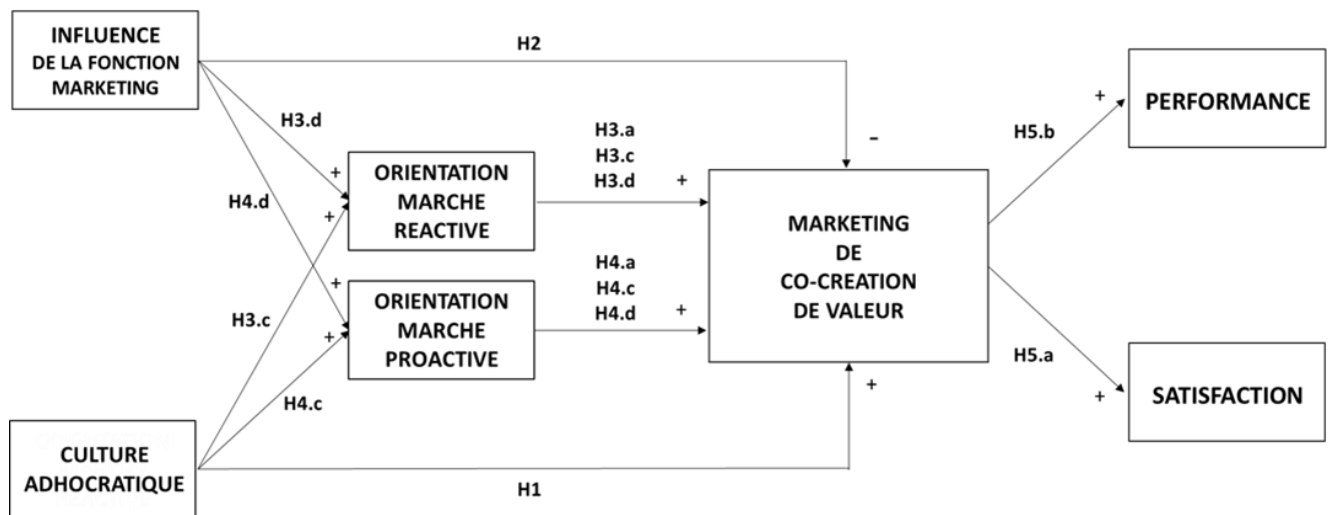 INFLUENCE
DE LA FONCTION
MARKETING
H2
PERFORMANCE
+
H5.b
H3.d
H3.a
H3.c
H3.d
+
−
+
ORIENTATION
MARCHE
REACTIVE
+
H4.d
MARKETING
DE
CO-CREATION
DE VALEUR
H4.a
H4.c
H4.d
+
+
ORIENTATION
MARCHE
PROACTIVE
+
H3.c
H4.c
H5.a
+
SATISFACTION
+
CULTURE
ADHOCRATIQUE
H1